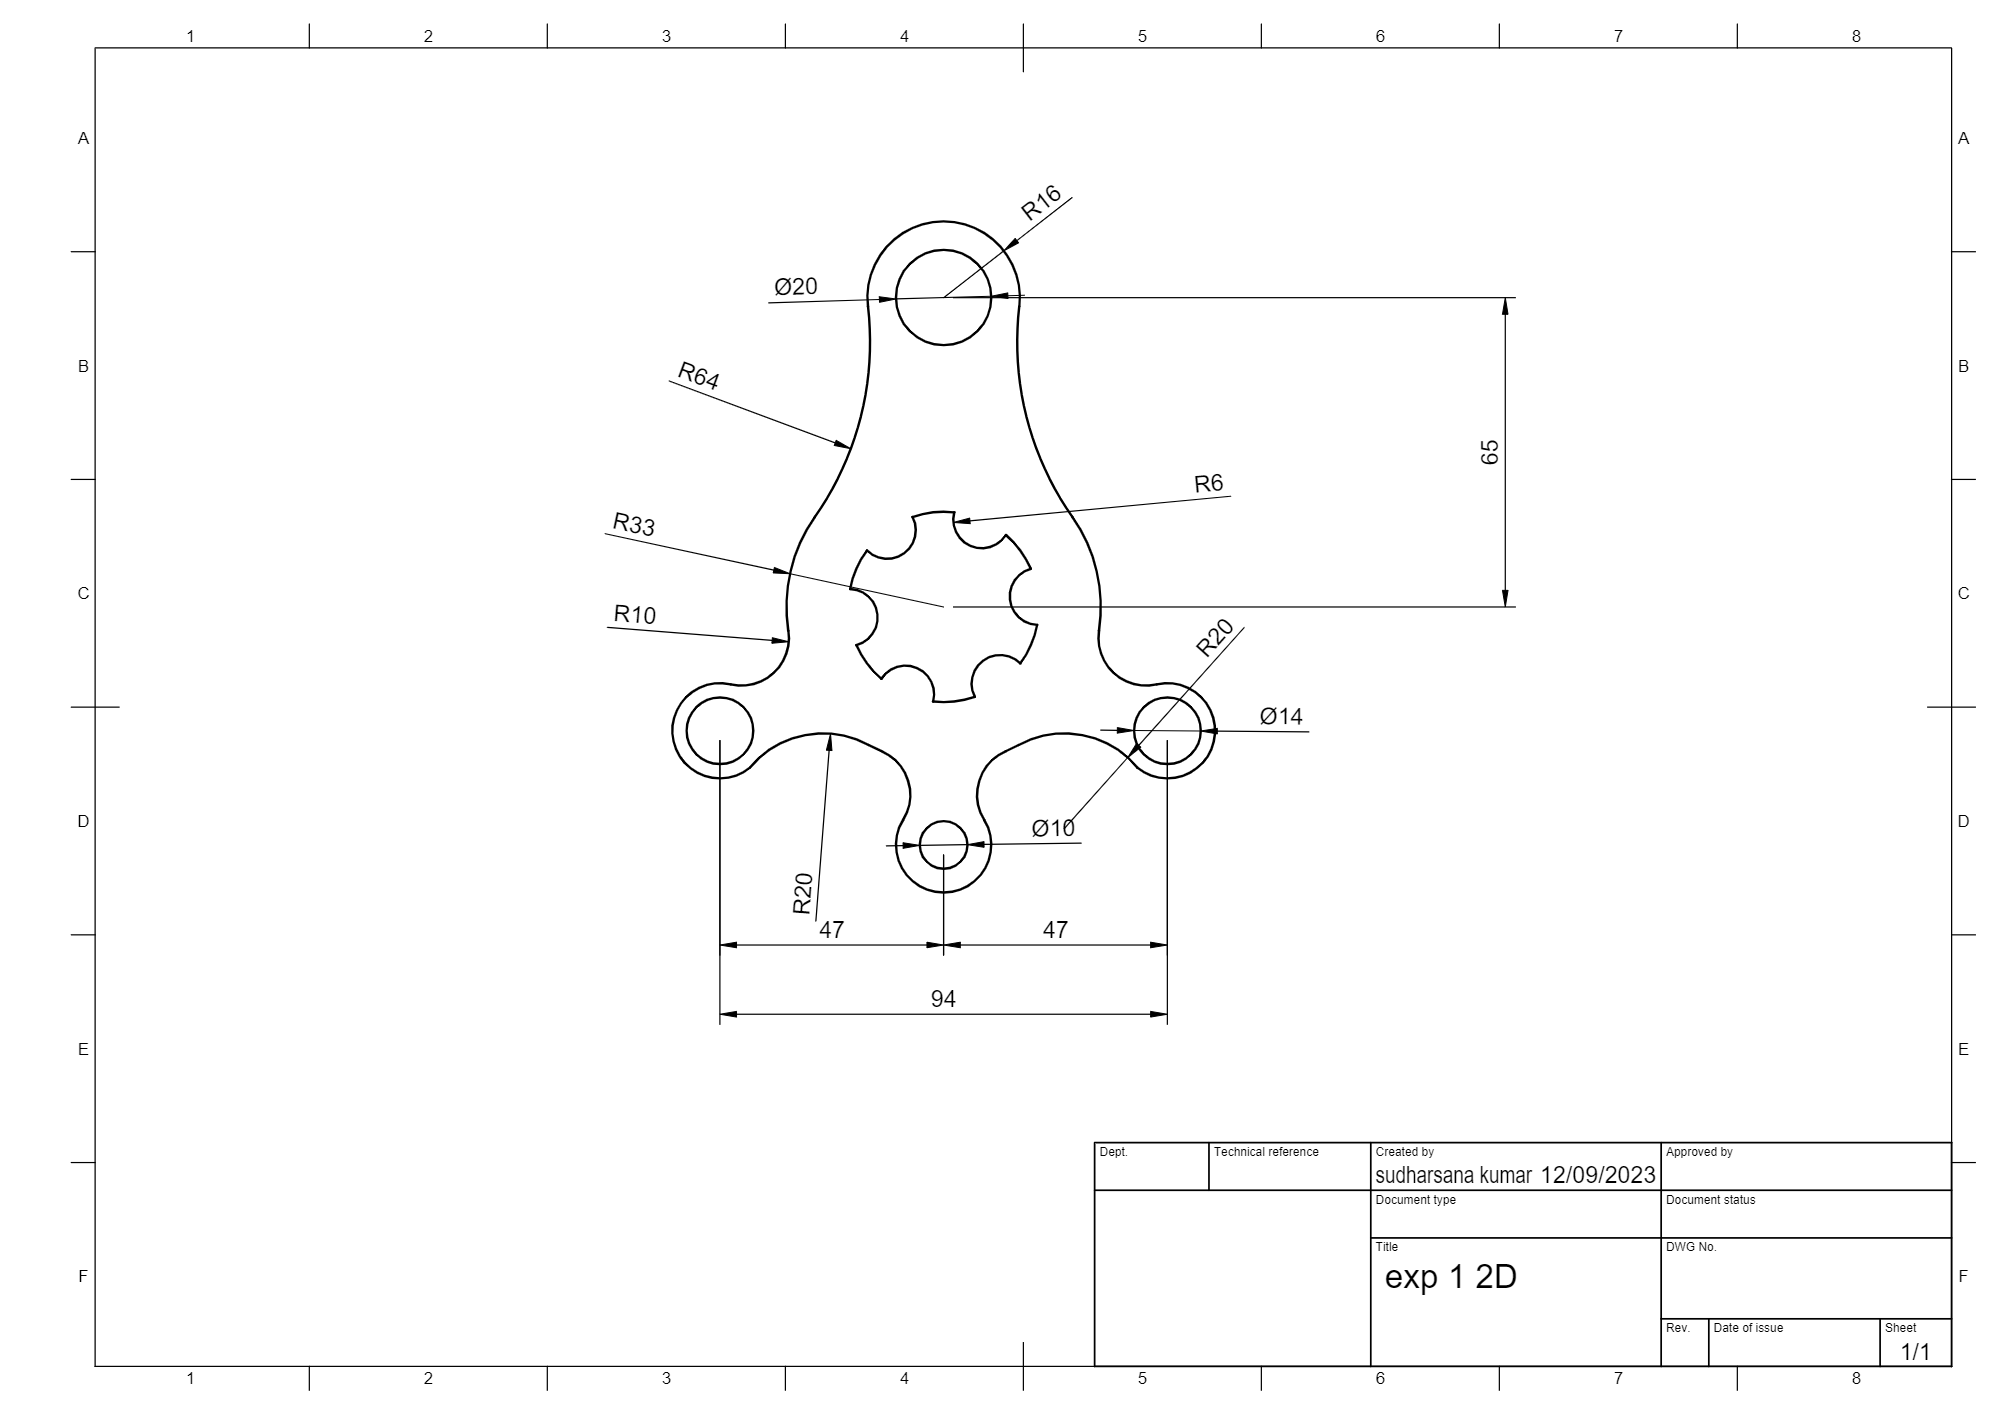 1 2 3 4 5 6 7 8
A A
R16
Ø20
B B
R64
65
R6
R33
C C
R10
R20
Ø14
D D
Ø10
R20
47 47
94
E E
Dept. Technical reference Created by Approved by
sudharsana kumar 12/09/2023
Document type Document status
Title DWG No.
exp 1 2D
F F
Rev. Date of issue Sheet
1/1
1 2 3 4 5 6 7 8